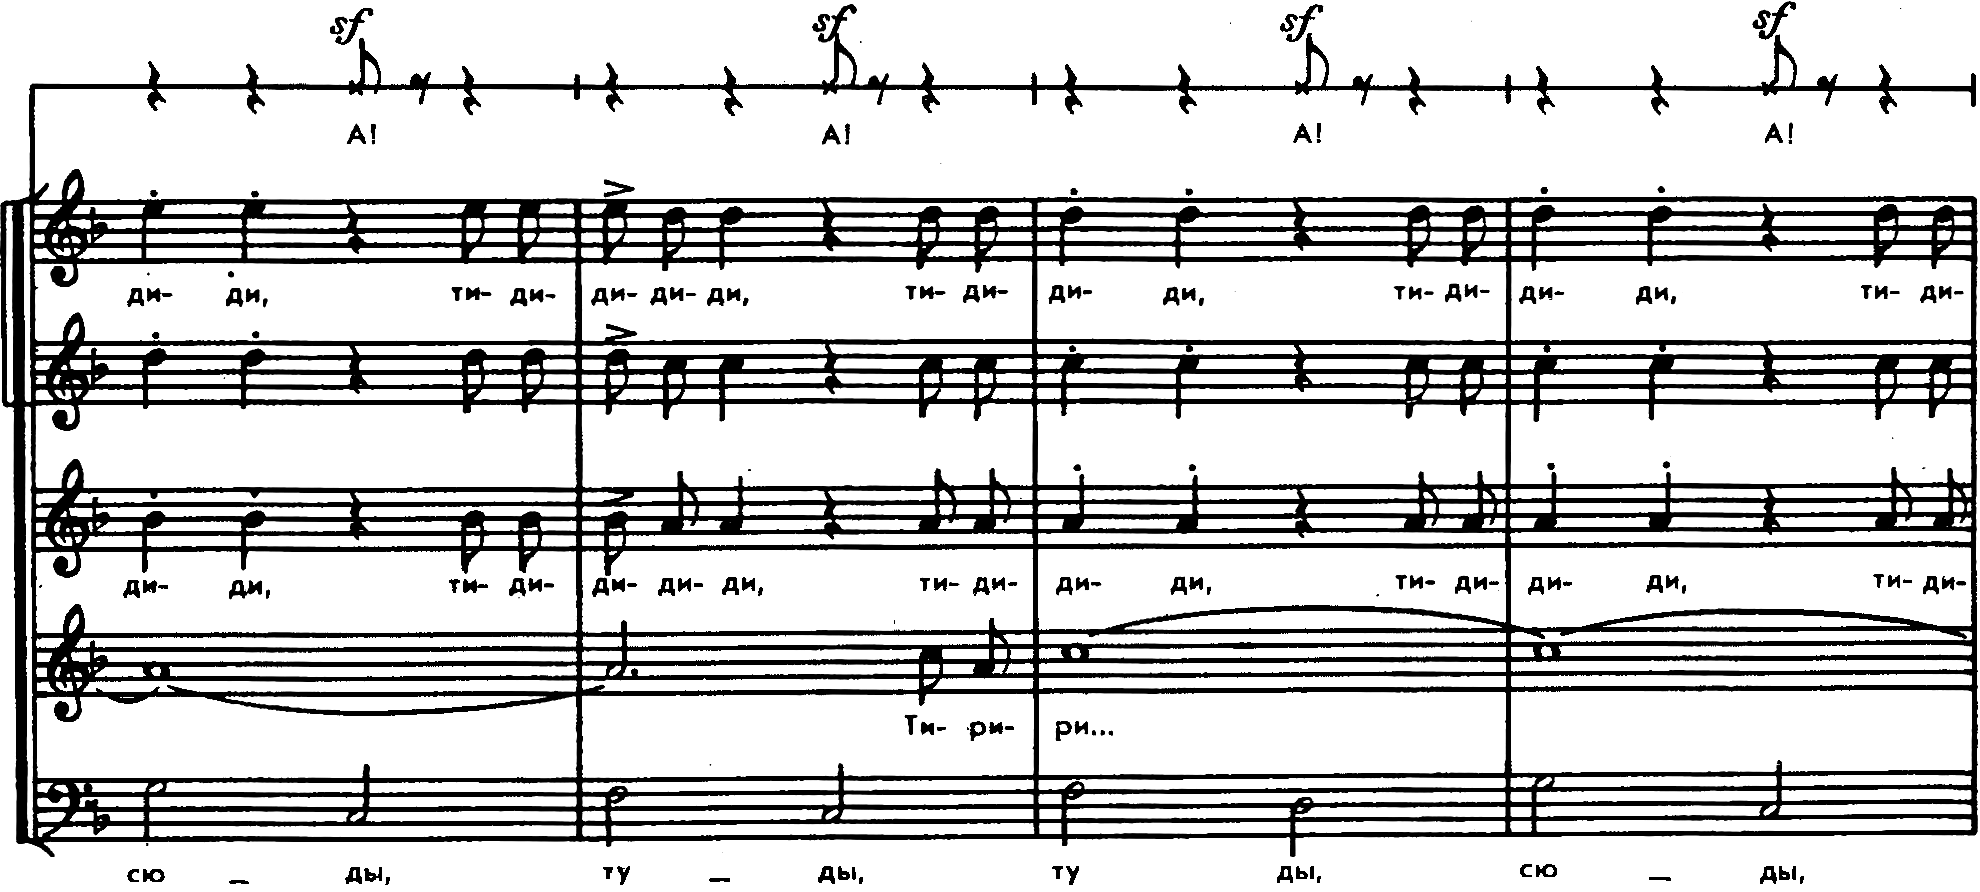 sf sf sf sf
А! А! А! А!
ди- ди, ти- ди- ди- ди- ди, ти- ди- ди- ди, ти- ди- ди- ди, ти- ди-
ди- ди, ти- ди- ди- ди- ди, ти- ди- ди- ди, ти- ди- ди- ди, ти- ди-
Ти- ри- ри...
сю – ды, ту – ды, ту ды, сю – ды,